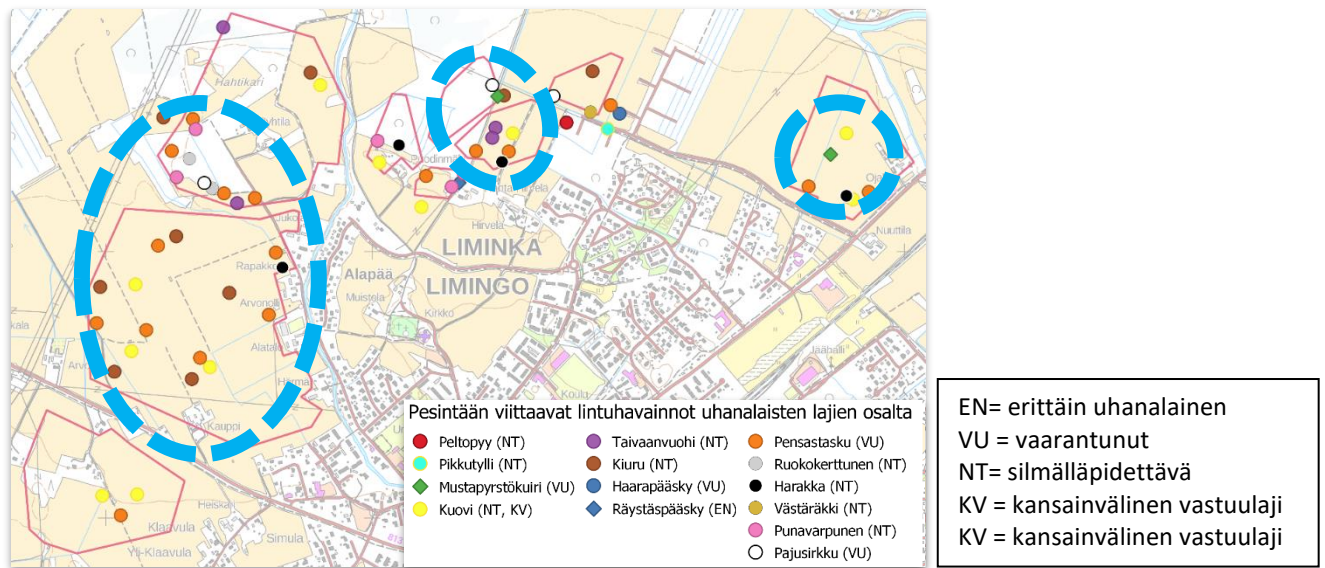 Hahtikari
LIMINKA
LIMINGO
Hirvelä
Alapää
Muistola
Kirkko
Rapakko
Arvonolli
Alatalo
Kauppi
Klaavula
Yli-Klaavula
Heiskari
Simula
Koulu
Jääballi
Nuuttila
Pesintään viittaavat lintuhavainnot uhanalaisten lajien osalta
Peltopyy (NT)
Pikkutylli (NT)
Mustapyrstökuiri (VU)
Kuovi (NT, KV)
Taivaanvuohi (NT)
Kiuru (NT)
Haarapääsky (VU)
Räystäspääsky (EN)
Pensastasku (VU)
Ruokokerttunen (NT)
Harakka (NT)
Västäräkki (NT)
Punavarpunen (NT)
Pajusirkku (VU)
EN= erittäin uhanalainen
VU = vaarantunut
NT= silmälläpidettävä
KV = kansainvälinen vastuulaji
KV = kansainvälinen vastuulaji